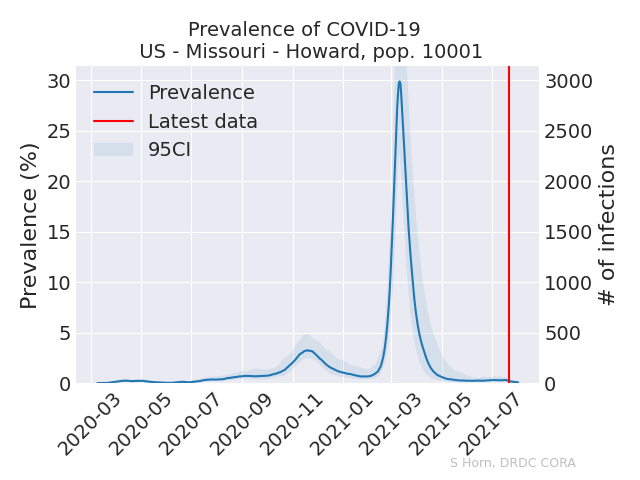 Prevalence of COVID-19
US - Missouri - Howard, pop. 10001
Prevalence
Latest data
95CI
Prevalence (%)
30
25
20
15
10
5
0
# of infections
3000
2500
2000
1500
1000
500
0
2020-03
2020-05
2020-07
2020-09
2020-11
2021-01
2021-03
2021-05
2021-07
S Horn, DRDC CORA